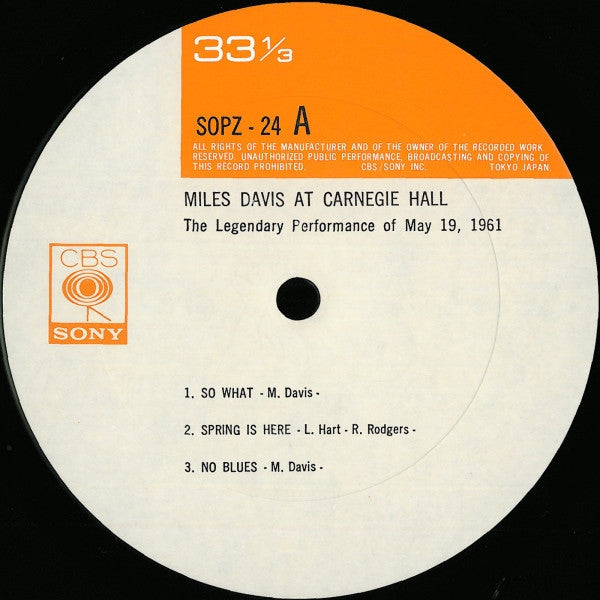 33⅓
SOPZ - 24 A
ALL RIGHTS OF THE MANUFACTURER AND OF THE OWNER OF THE RECORDED WORK
RESERVED. UNAUTHORIZED PUBLIC PERFORMANCE, BROADCASTING AND COPYING OF
THIS RECORD PROHIBITED. CBS/SONY INC. TOKYO JAPAN.
MILES DAVIS AT CARNEGIE HALL
The Legendary Performance of May 19, 1961
CBS
SONY
1. SO WHAT - M. Davis -
2. SPRING IS HERE - L. Hart - R. Rodgers -
3. NO BLUES - M. Davis -